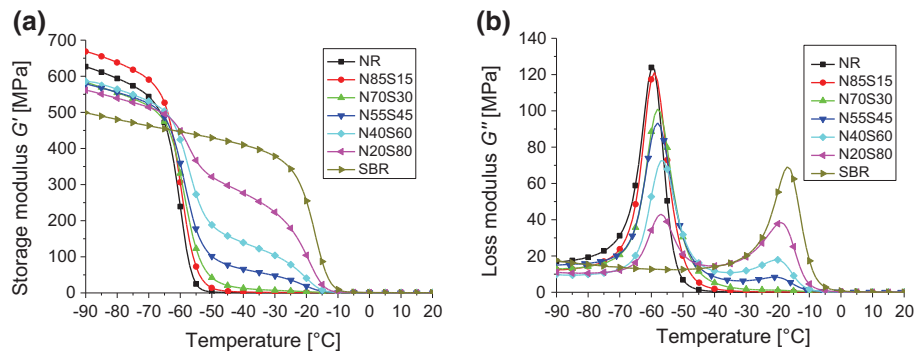 (a)
Storage modulus G' [MPa]
700
600
500
400
300
200
100
0
-90 -80 -70 -60 -50 -40 -30 -20 -10 0 10 20
Temperature [°C]
NR
N85S15
N70S30
N55S45
N40S60
N20S80
SBR
(b)
Loss modulus G'' [MPa]
140
120
100
80
60
40
20
0
-90 -80 -70 -60 -50 -40 -30 -20 -10 0 10 20
Temperature [°C]
NR
N85S15
N70S30
N55S45
N40S60
N20S80
SBR